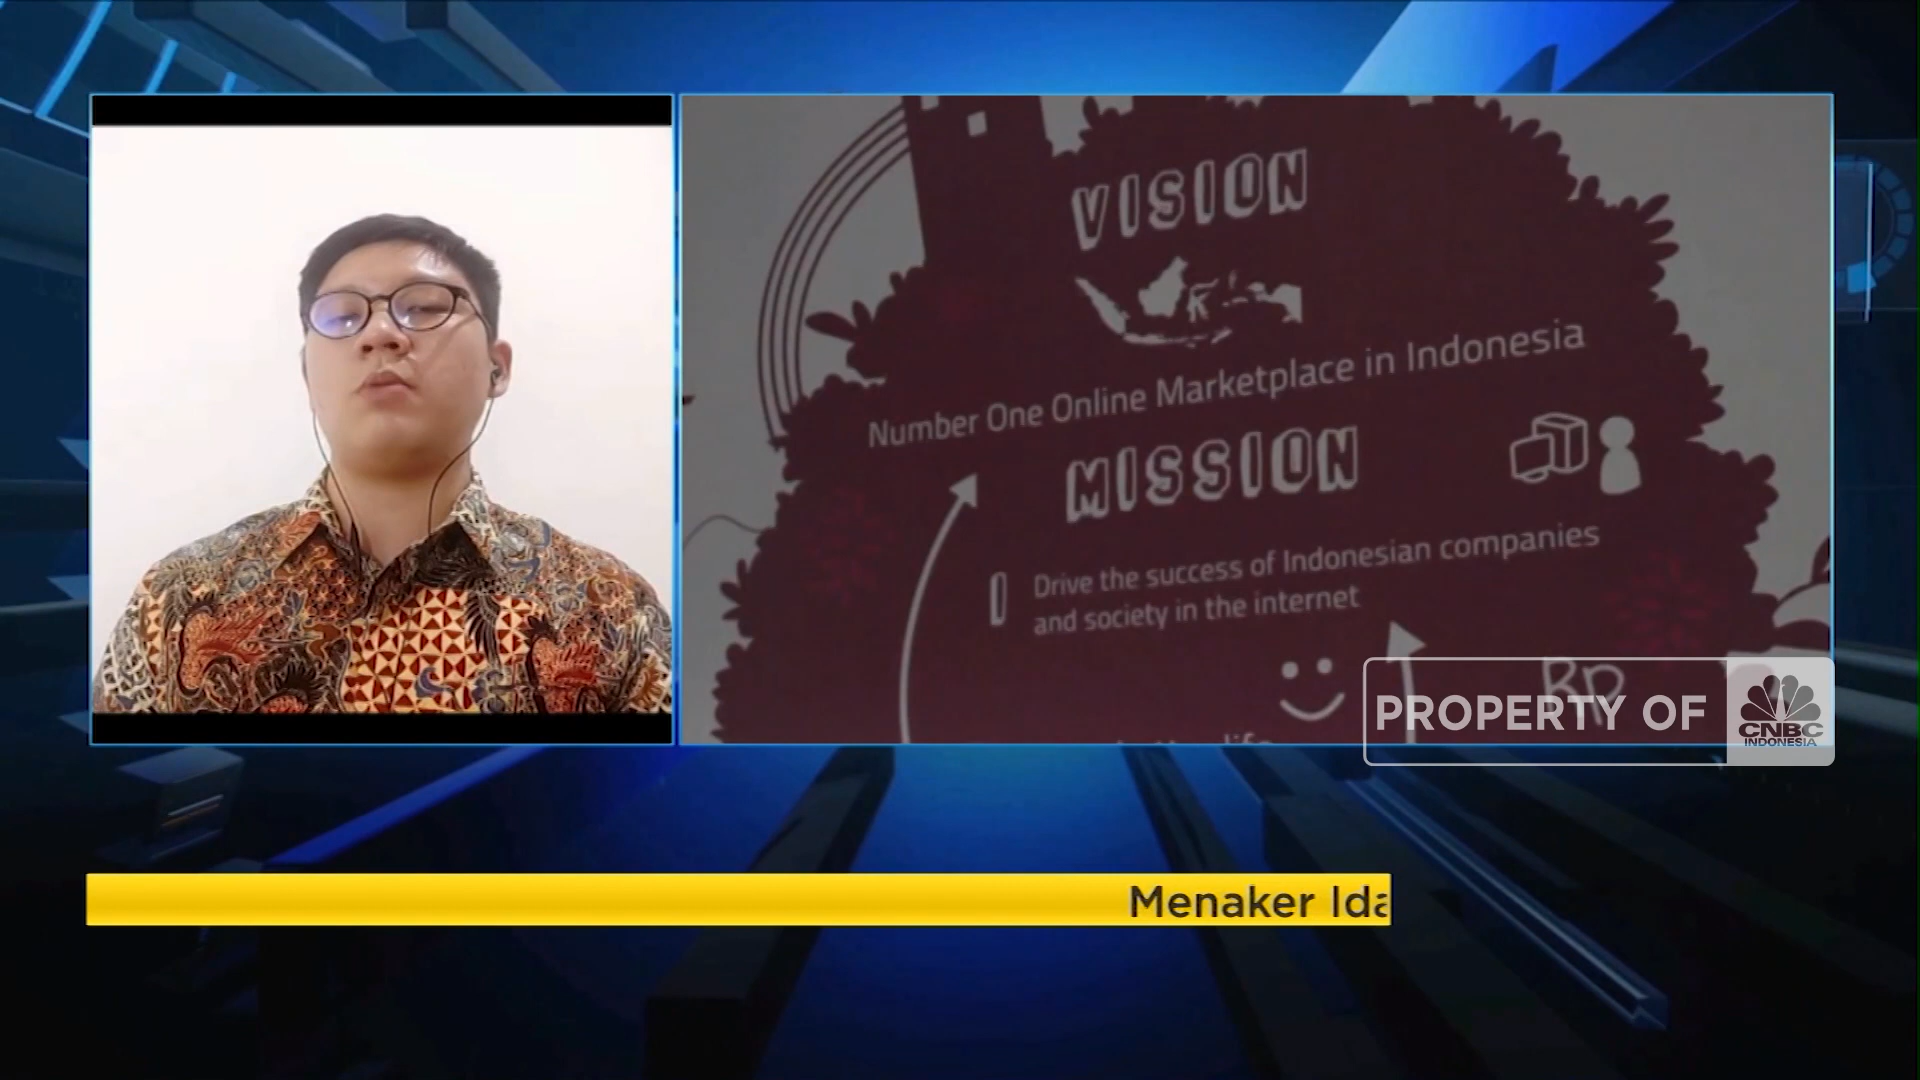 VISION
Number One Online Marketplace in Indonesia
MISSION
Drive the success of Indonesian companies
and society in the internet
Rp
PROPERTY OF
CNBC
INDONESIA
Menaker Ida